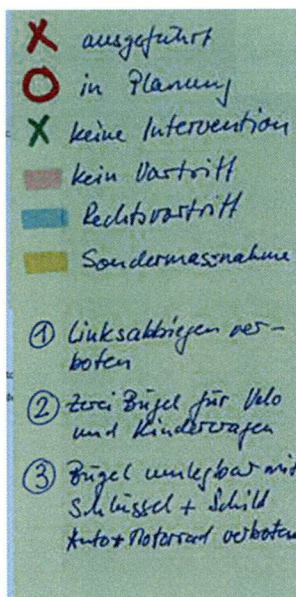 X ausgeführt
O in Planung
X keine Intervention
kein Vortritt
Rechtsvortritt
Sondermassnahme
① Linksabbiegen ver-
boten
② Zwei Bügel für Velo
und Kinderwagen
③ Bügel umlegbar mit
Schlüssel + Schild
Auto + Motorrad verboten